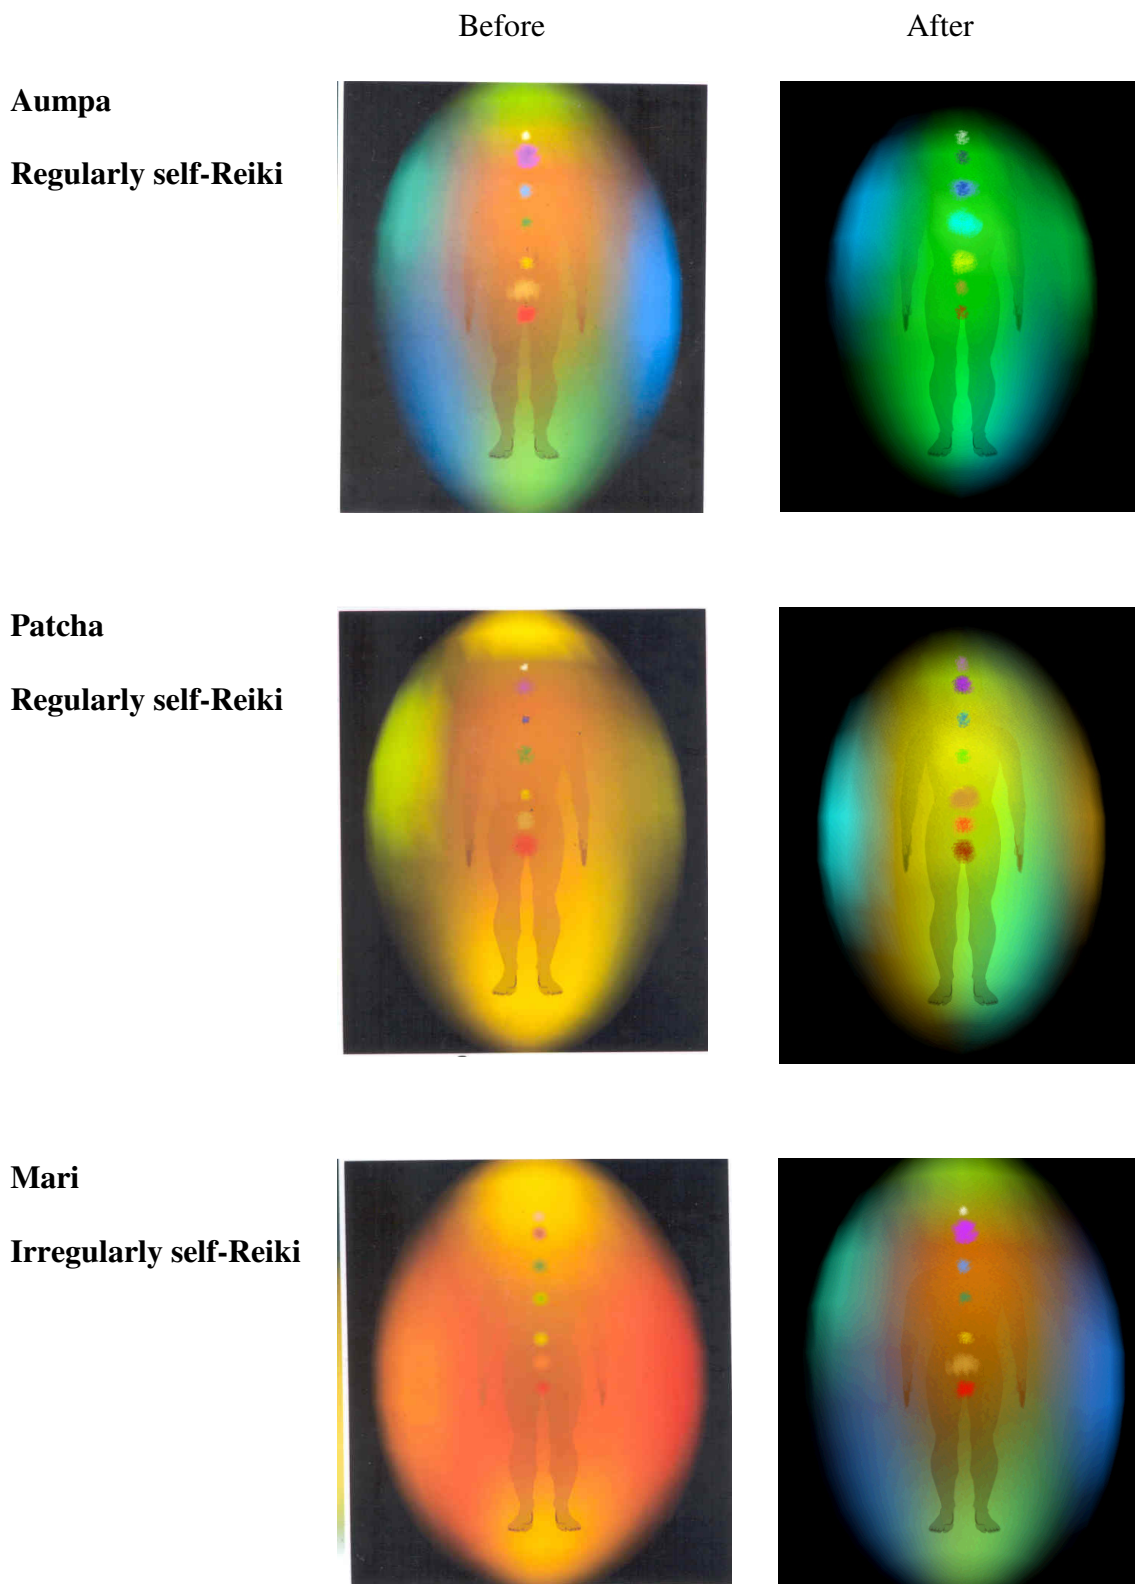 Before After
Aumpa
Regularly self-Reiki
Patcha
Regularly self-Reiki
Mari
Irregularly self-Reiki